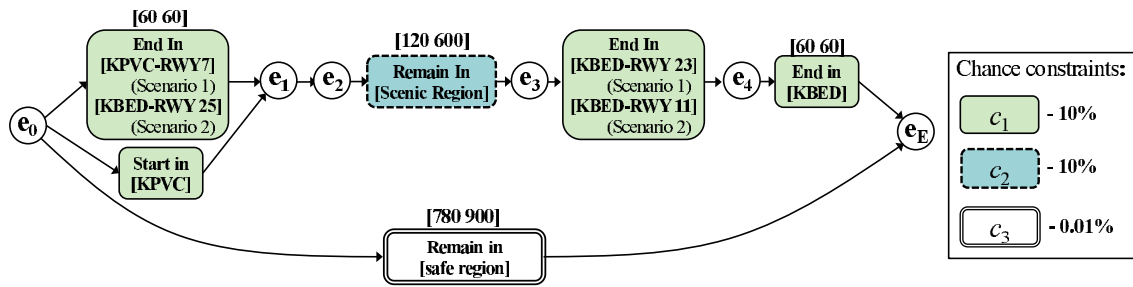 [60 60]
End In
[KPVC-RWY7]
(Scenario 1)
[KBED-RWY 25]
(Scenario 2)
e0
Start in
[KPVC]
e1
e2
[120 600]
Remain In
[Scenic Region]
e3
End In
[KBED-RWY 23]
(Scenario 1)
[KBED-RWY 11]
(Scenario 2)
e4
[60 60]
End in
[KBED]
eE
[780 900]
Remain in
[safe region]
Chance constraints:
c1 - 10%
c2 - 10%
c3 - 0.01%